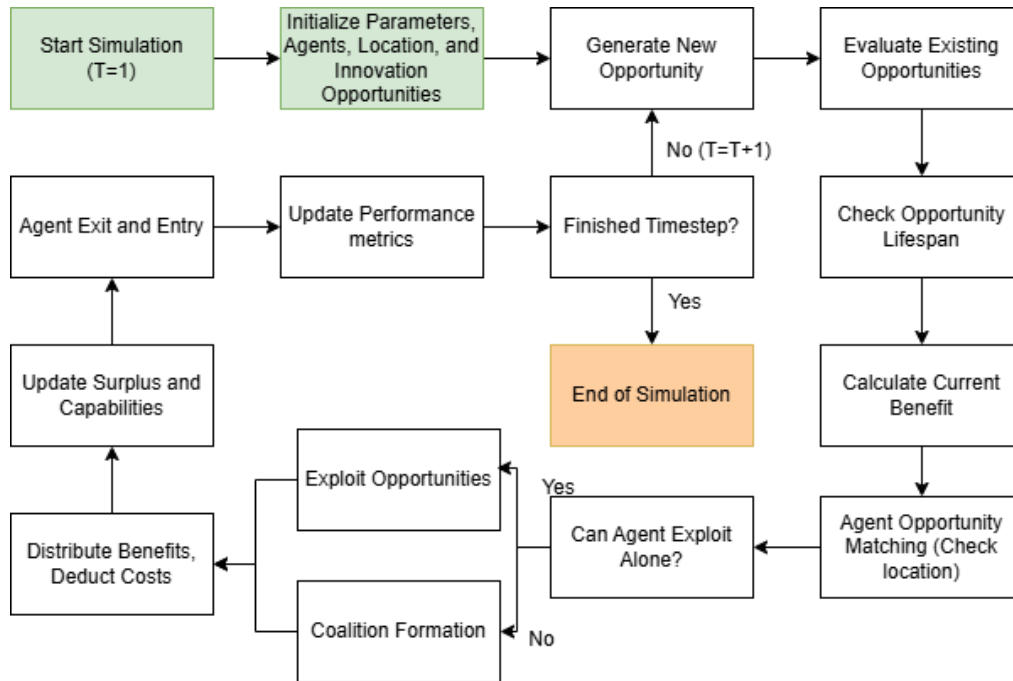 Start Simulation
(T=1)
Initialize Parameters,
Agents, Location, and
Innovation
Opportunities
Generate New
Opportunity
Evaluate Existing
Opportunities
No (T=T+1)
Agent Exit and Entry
Update Performance
metrics
Finished Timestep?
Check Opportunity
Lifespan
Yes
Update Surplus and
Capabilities
End of Simulation
Calculate Current
Benefit
Exploit Opportunities
Yes
Distribute Benefits,
Deduct Costs
Can Agent Exploit
Alone?
Agent Opportunity
Matching (Check
location)
Coalition Formation
No